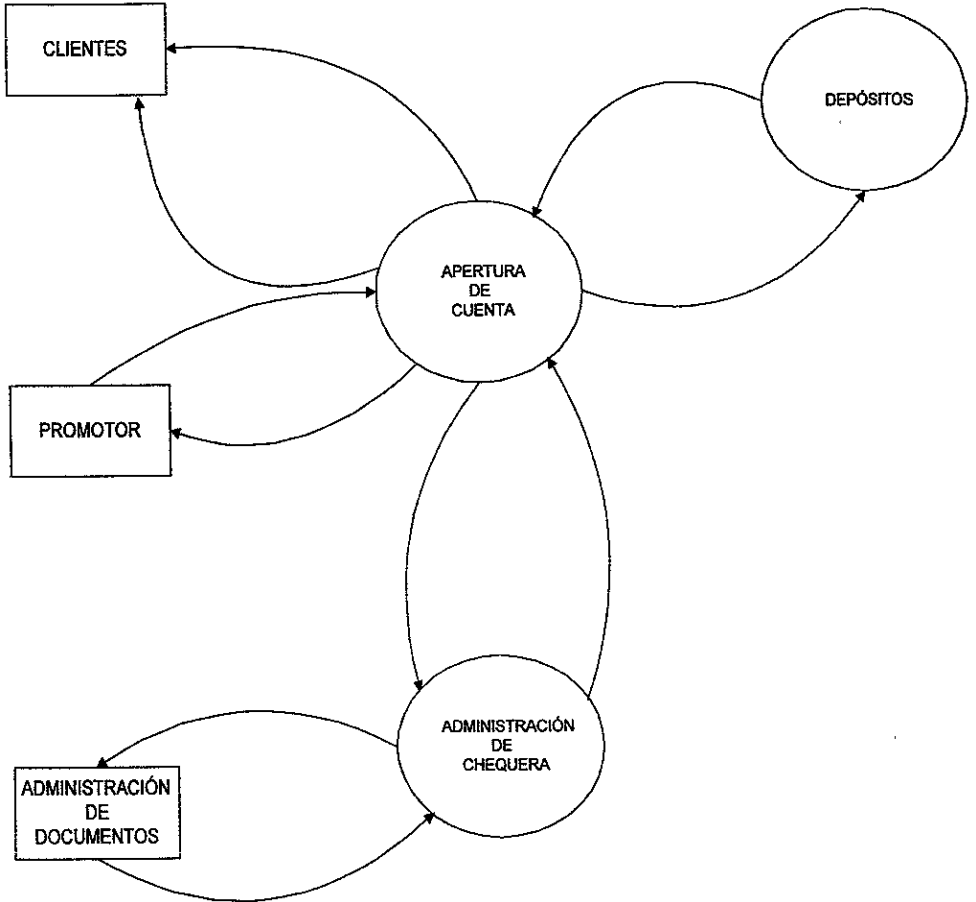 CLIENTES
DEPÓSITOS
APERTURA
DE
CUENTA
PROMOTOR
ADMINISTRACIÓN
DE
CHEQUERA
ADMINISTRACIÓN
DE
DOCUMENTOS